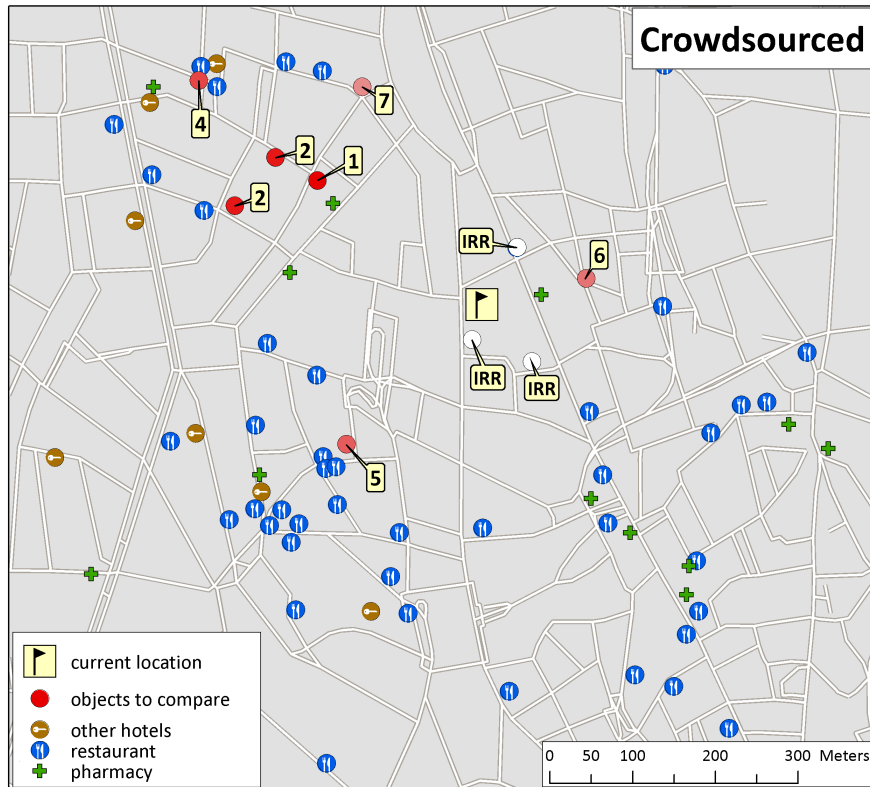 Crowdsourced
7
4
2
1
2
IRR
6
IRR
IRR
5
current location
objects to compare
other hotels
restaurant
pharmacy
0 50 100 200 300 Meters